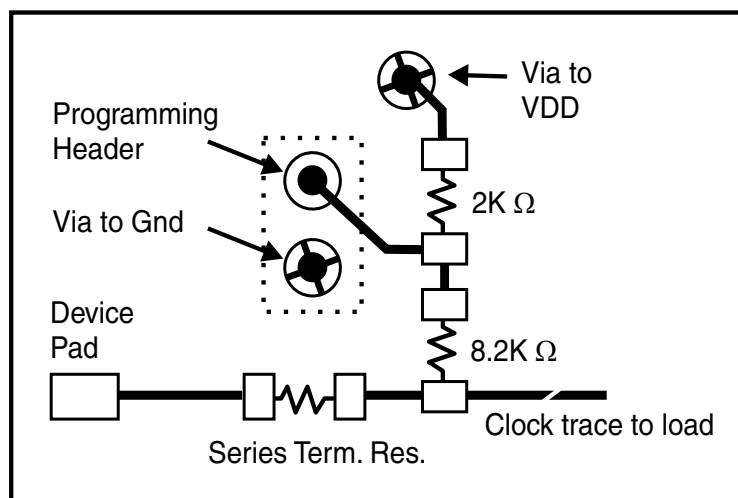 Via to
VDD
Programming
Header
2K Ω
Via to Gnd
Device
Pad
8.2K Ω
Clock trace to load
Series Term. Res.